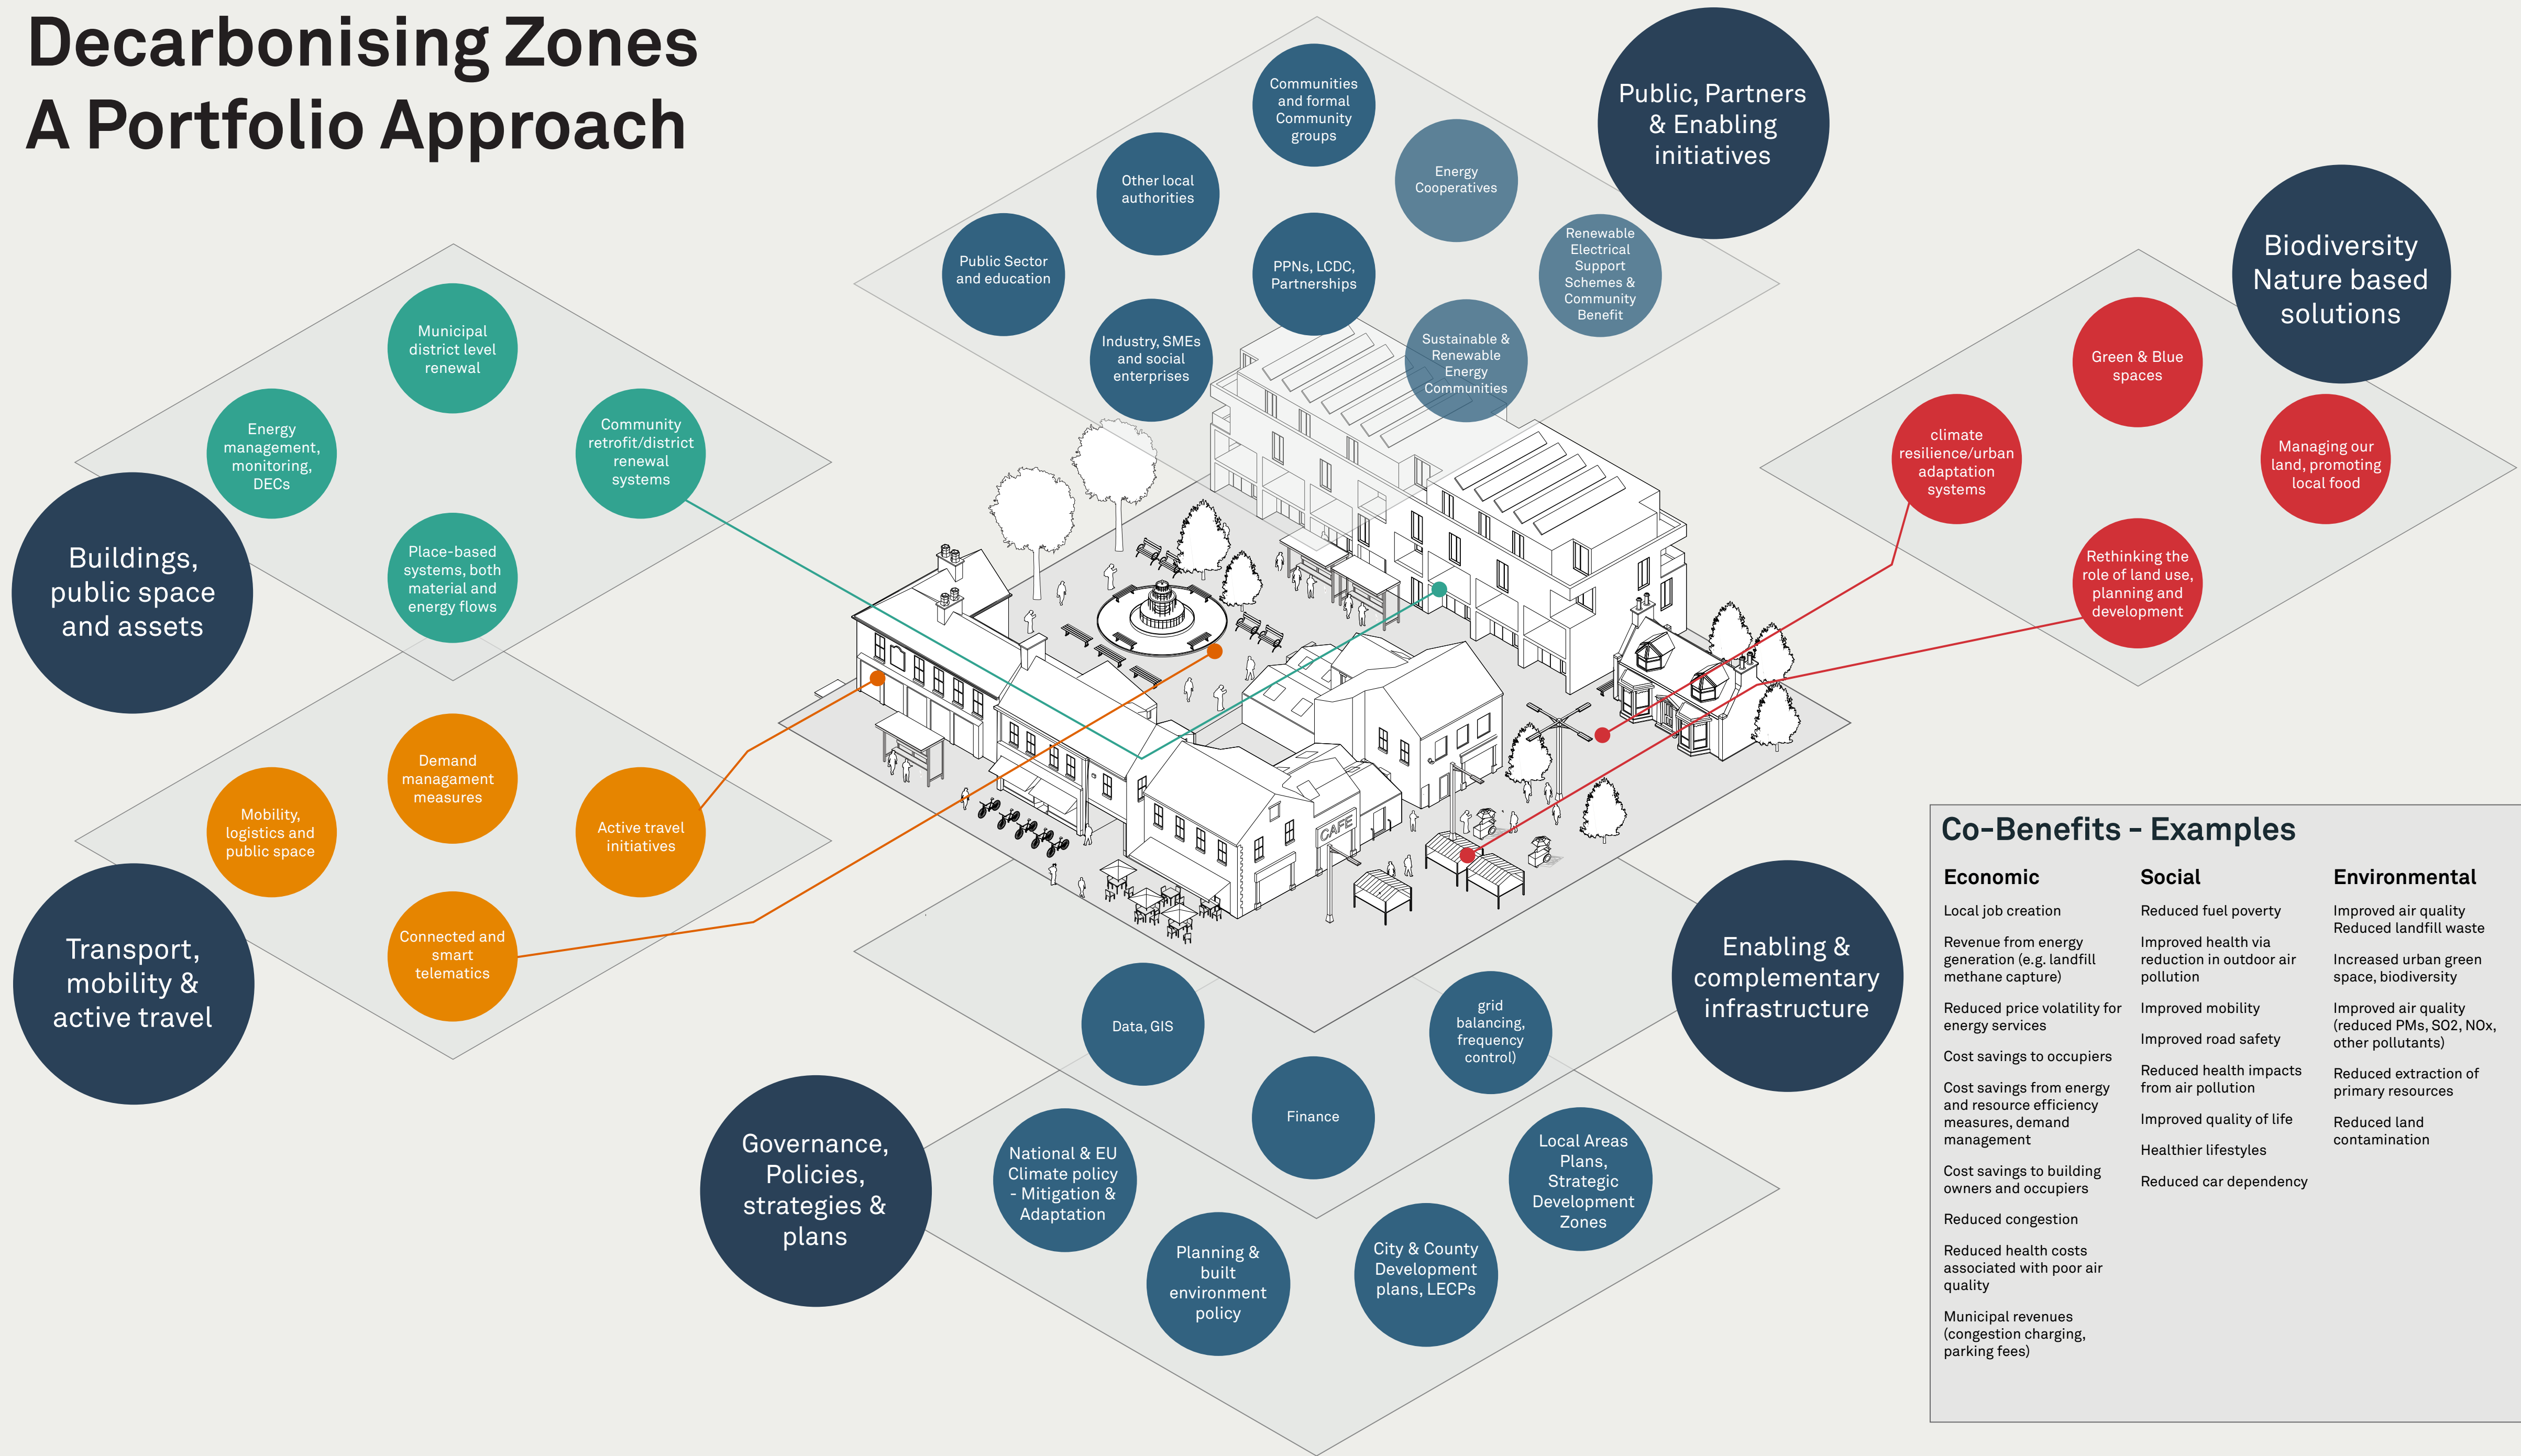 Decarbonising Zones
A Portfolio Approach
Communities
and formal
Community
groups
Other local
authorities
Energy
Cooperatives
Public Sector
and education
PPNs, LCDC,
Partnerships
Renewable
Electrical
Support
Schemes &
Community
Benefit
Industry, SMEs
and social
enterprises
Sustainable &
Renewable
Energy
Communities
Public, Partners
& Enabling
initiatives
Biodiversity
Nature based
solutions
Green & Blue
spaces
climate
resilience/urban
adaptation
systems
Managing our
land, promoting
local food
Rethinking the
role of land use,
planning and
development
Municipal
district level
renewal
Energy
management,
monitoring,
DECs
Community
retrofit/district
renewal
systems
Place-based
systems, both
material and
energy flows
Buildings,
public space
and assets
Demand
managament
measures
Mobility,
logistics and
public space
Active travel
initiatives
Connected and
smart
telematics
Transport,
mobility &
active travel
CAFE
Enabling &
complementary
infrastructure
Data, GIS
grid
balancing,
frequency
control)
Finance
Governance,
Policies,
strategies &
plans
National & EU
Climate policy
- Mitigation &
Adaptation
Planning &
built
environment
policy
City & County
Development
plans, LECPs
Local Areas
Plans,
Strategic
Development
Zones
Co-Benefits - Examples
Economic
Local job creation
Revenue from energy
generation (e.g. landfill
methane capture)
Reduced price volatility for
energy services
Cost savings to occupiers
Cost savings from energy
and resource efficiency
measures, demand
management
Cost savings to building
owners and occupiers
Reduced congestion
Reduced health costs
associated with poor air
quality
Municipal revenues
(congestion charging,
parking fees)
Social
Reduced fuel poverty
Improved health via
reduction in outdoor air
pollution
Improved mobility
Improved road safety
Reduced health impacts
from air pollution
Improved quality of life
Healthier lifestyles
Reduced car dependency
Environmental
Improved air quality
Reduced landfill waste
Increased urban green
space, biodiversity
Improved air quality
(reduced PMs, SO2, NOx,
other pollutants)
Reduced extraction of
primary resources
Reduced land
contamination